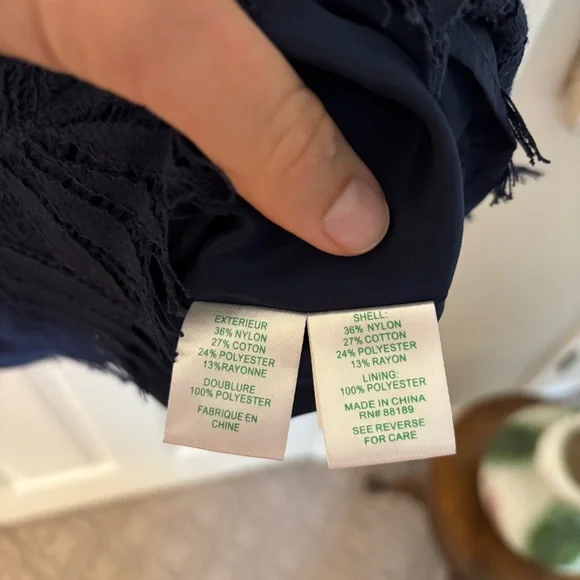 EXTERIEUR
36% NYLON
27% COTON
24% POLYESTER
13% RAYONNE
DOUBLURE
100% POLYESTER
FABRIQUE EN
CHINE
SHELL:
36% NYLON
27% COTTON
24% POLYESTER
13% RAYON
LINING:
100% POLYESTER
MADE IN CHINA
RN# 88189
SEE REVERSE
FOR CARE